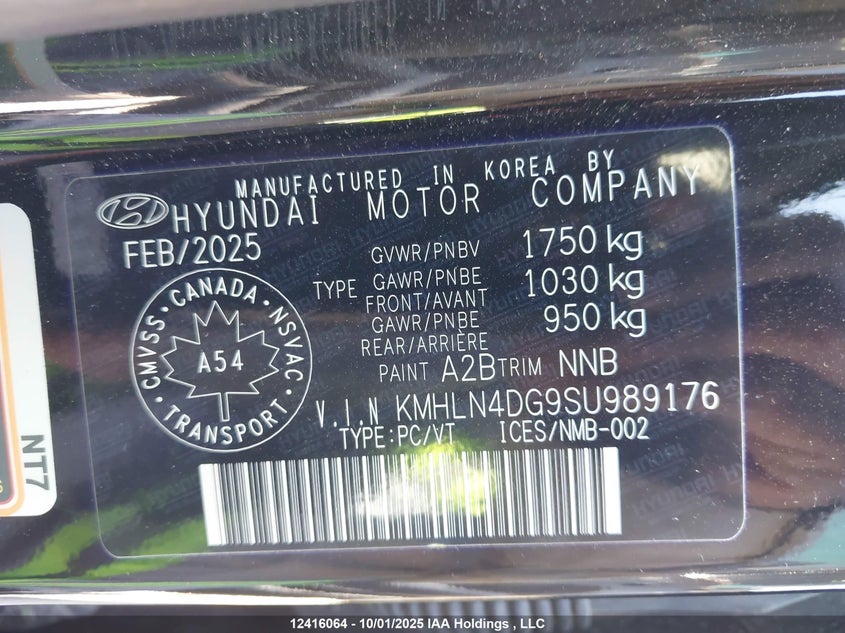 MANUFACTURED IN KOREA BY
HYUNDAI MOTOR COMPANY
FEB/2025
GVWR/PNBV 1750 kg
TYPE GAWR/PNBE FRONT/AVANT 1030 kg
GAWR/PNBE REAR/ARRIÈRE 950 kg
CMVSS · CANADA · NSVAC
A54
TRANSPORT
PAINT A2B TRIM NNB
V.I.N KMHLN4DG9SU989176
TYPE:PC/VT ICES/NMB-002
NT7
12416064 - 10/01/2025 IAA Holdings , LLC